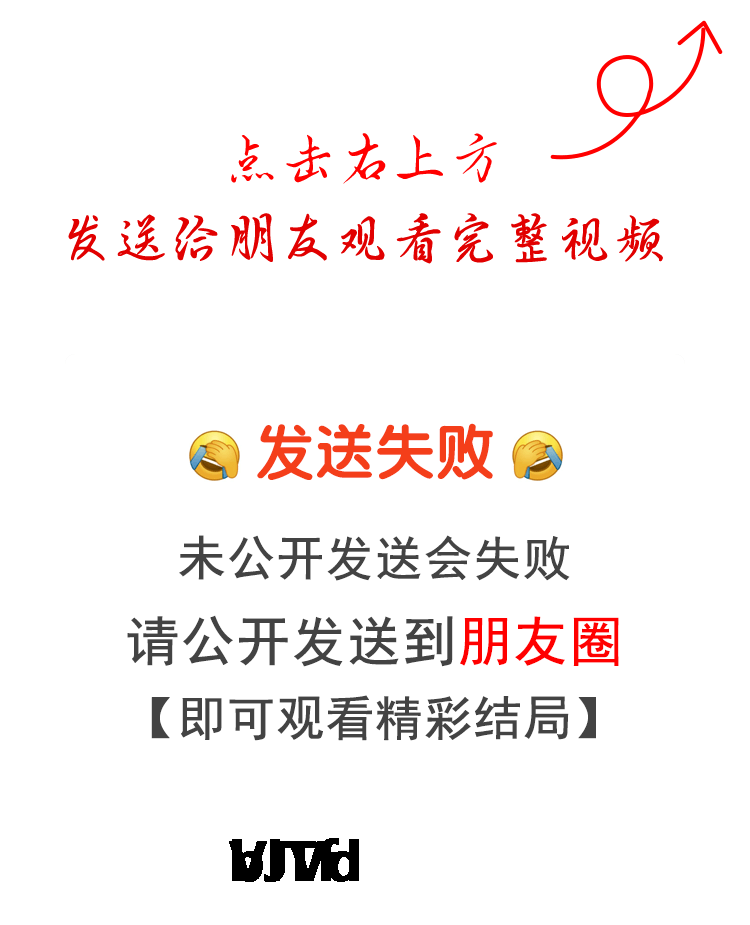 点击右上方
发送给朋友观看完整视频
发送失败
未公开发送会失败
请公开发送到朋友圈
【即可观看精彩结局】